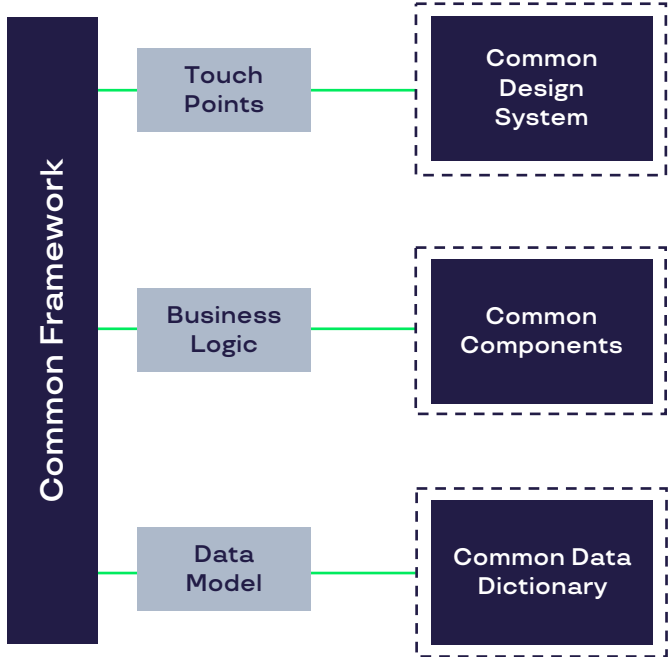 Common Framework
Touch
Points
Common
Design
System
Business
Logic
Common
Components
Data
Model
Common Data
Dictionary